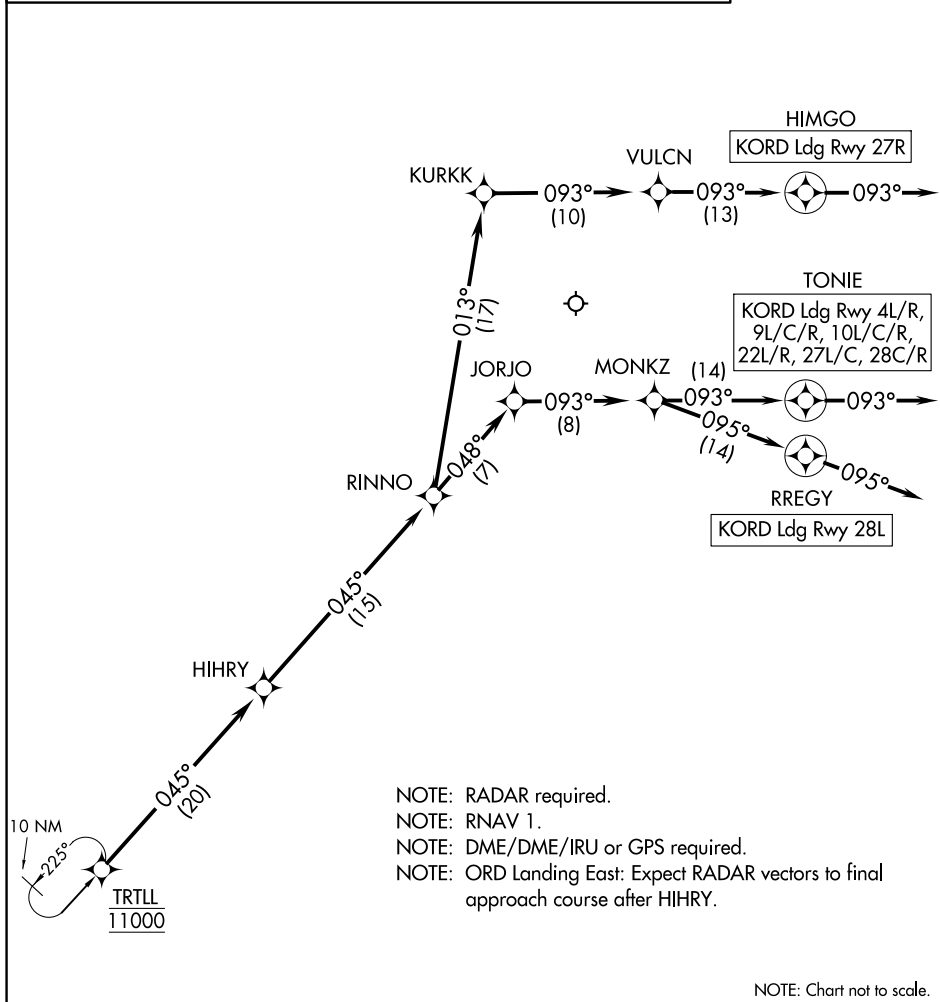 HIMGO
KORD Ldg Rwy 27R
VULCN
KURKK
093°
(10)
093°
(13)
093°
013°
(17)
TONIE
KORD Ldg Rwy 4L/R,
9L/C/R, 10L/C/R,
22L/R, 27L/C, 28C/R
JORJO
MONKZ
(14)
093°
(8)
093°
093°
095°
(14)
048°
(7)
RINNO
095°
RREGY
KORD Ldg Rwy 28L
045°
(15)
HIHRY
045°
(20)
10 NM
225°
TRTLL
11000
NOTE: RADAR required.
NOTE: RNAV 1.
NOTE: DME/DME/IRU or GPS required.
NOTE: ORD Landing East: Expect RADAR vectors to final
approach course after HIHRY.
NOTE: Chart not to scale.